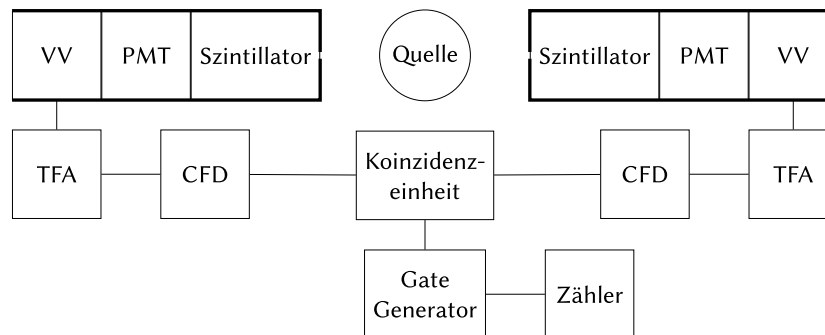 VV PMT Szintillator Quelle Szintillator PMT VV
TFA CFD Koinzidenz-
einheit CFD TFA
Gate
Generator Zähler